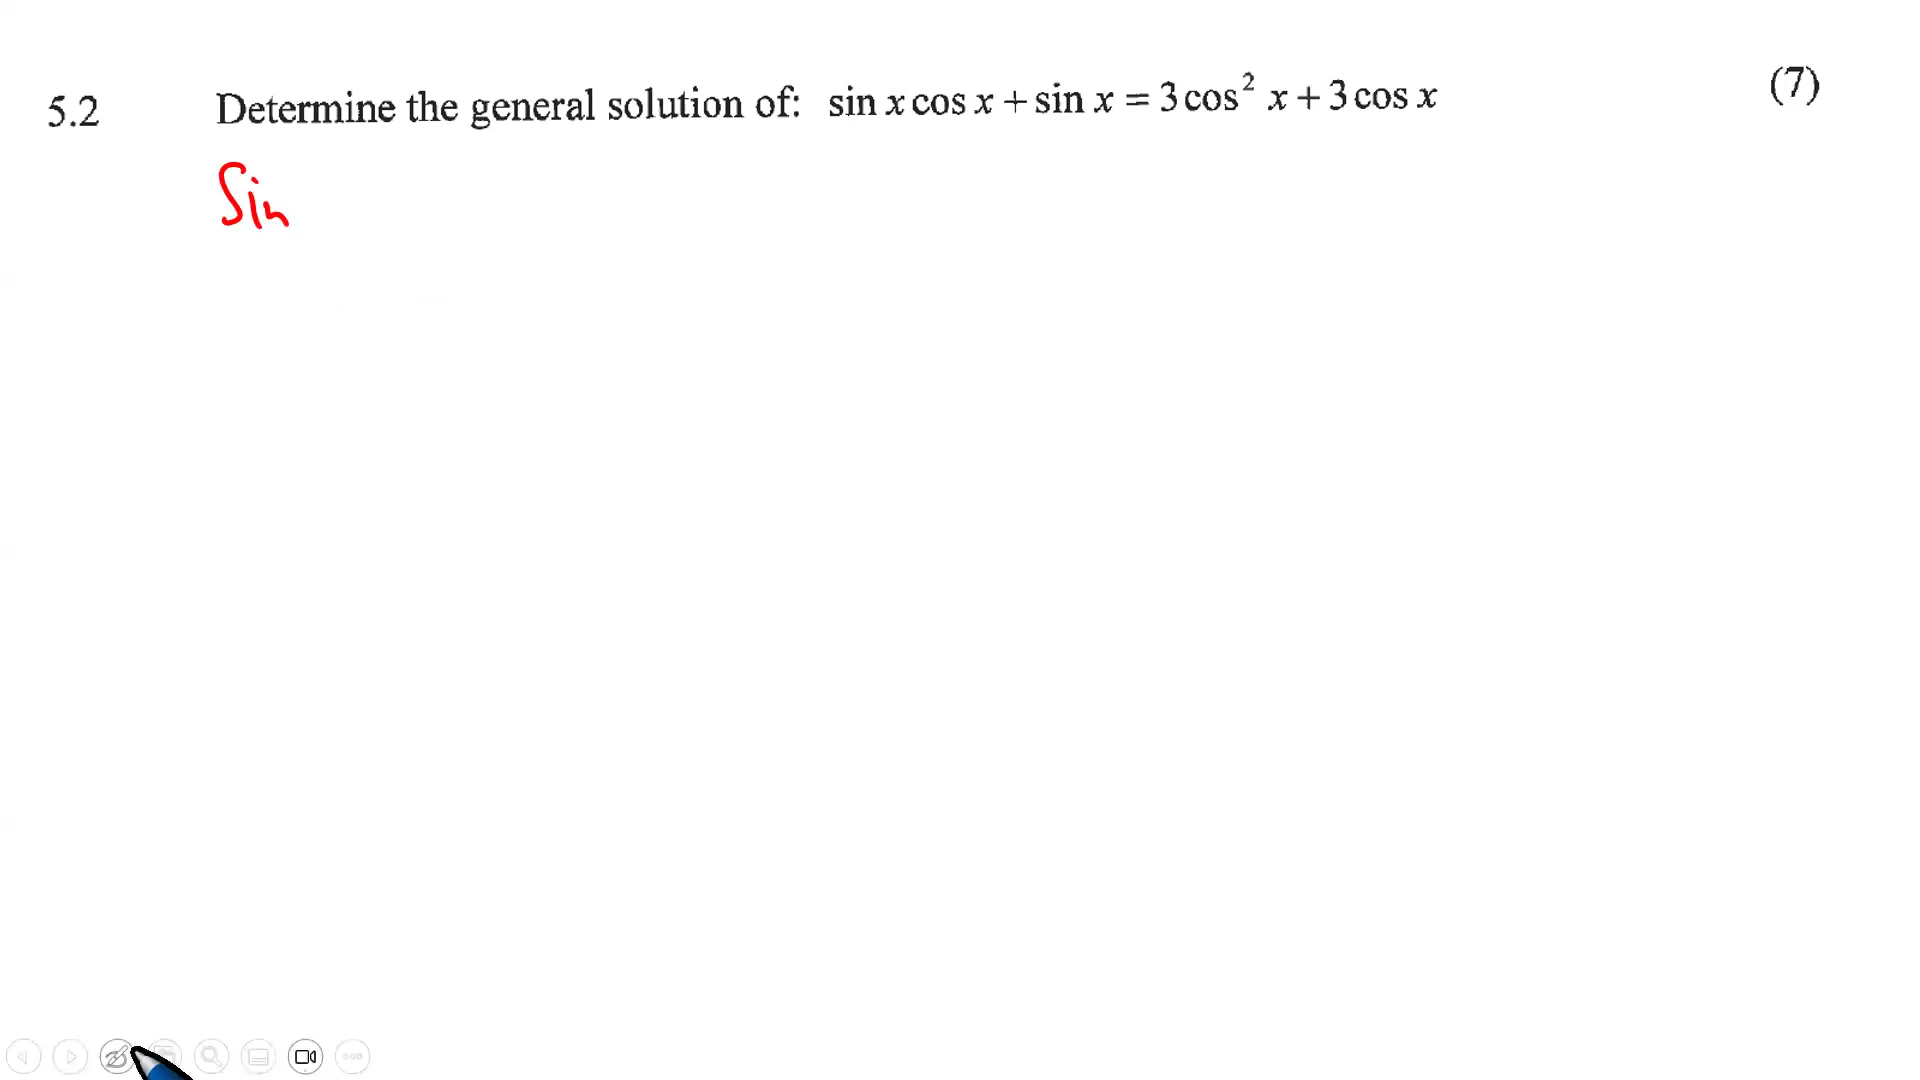 5.2 Determine the general solution of: sin x cos x + sin x = 3 cos² x + 3 cos x (7)
Sin